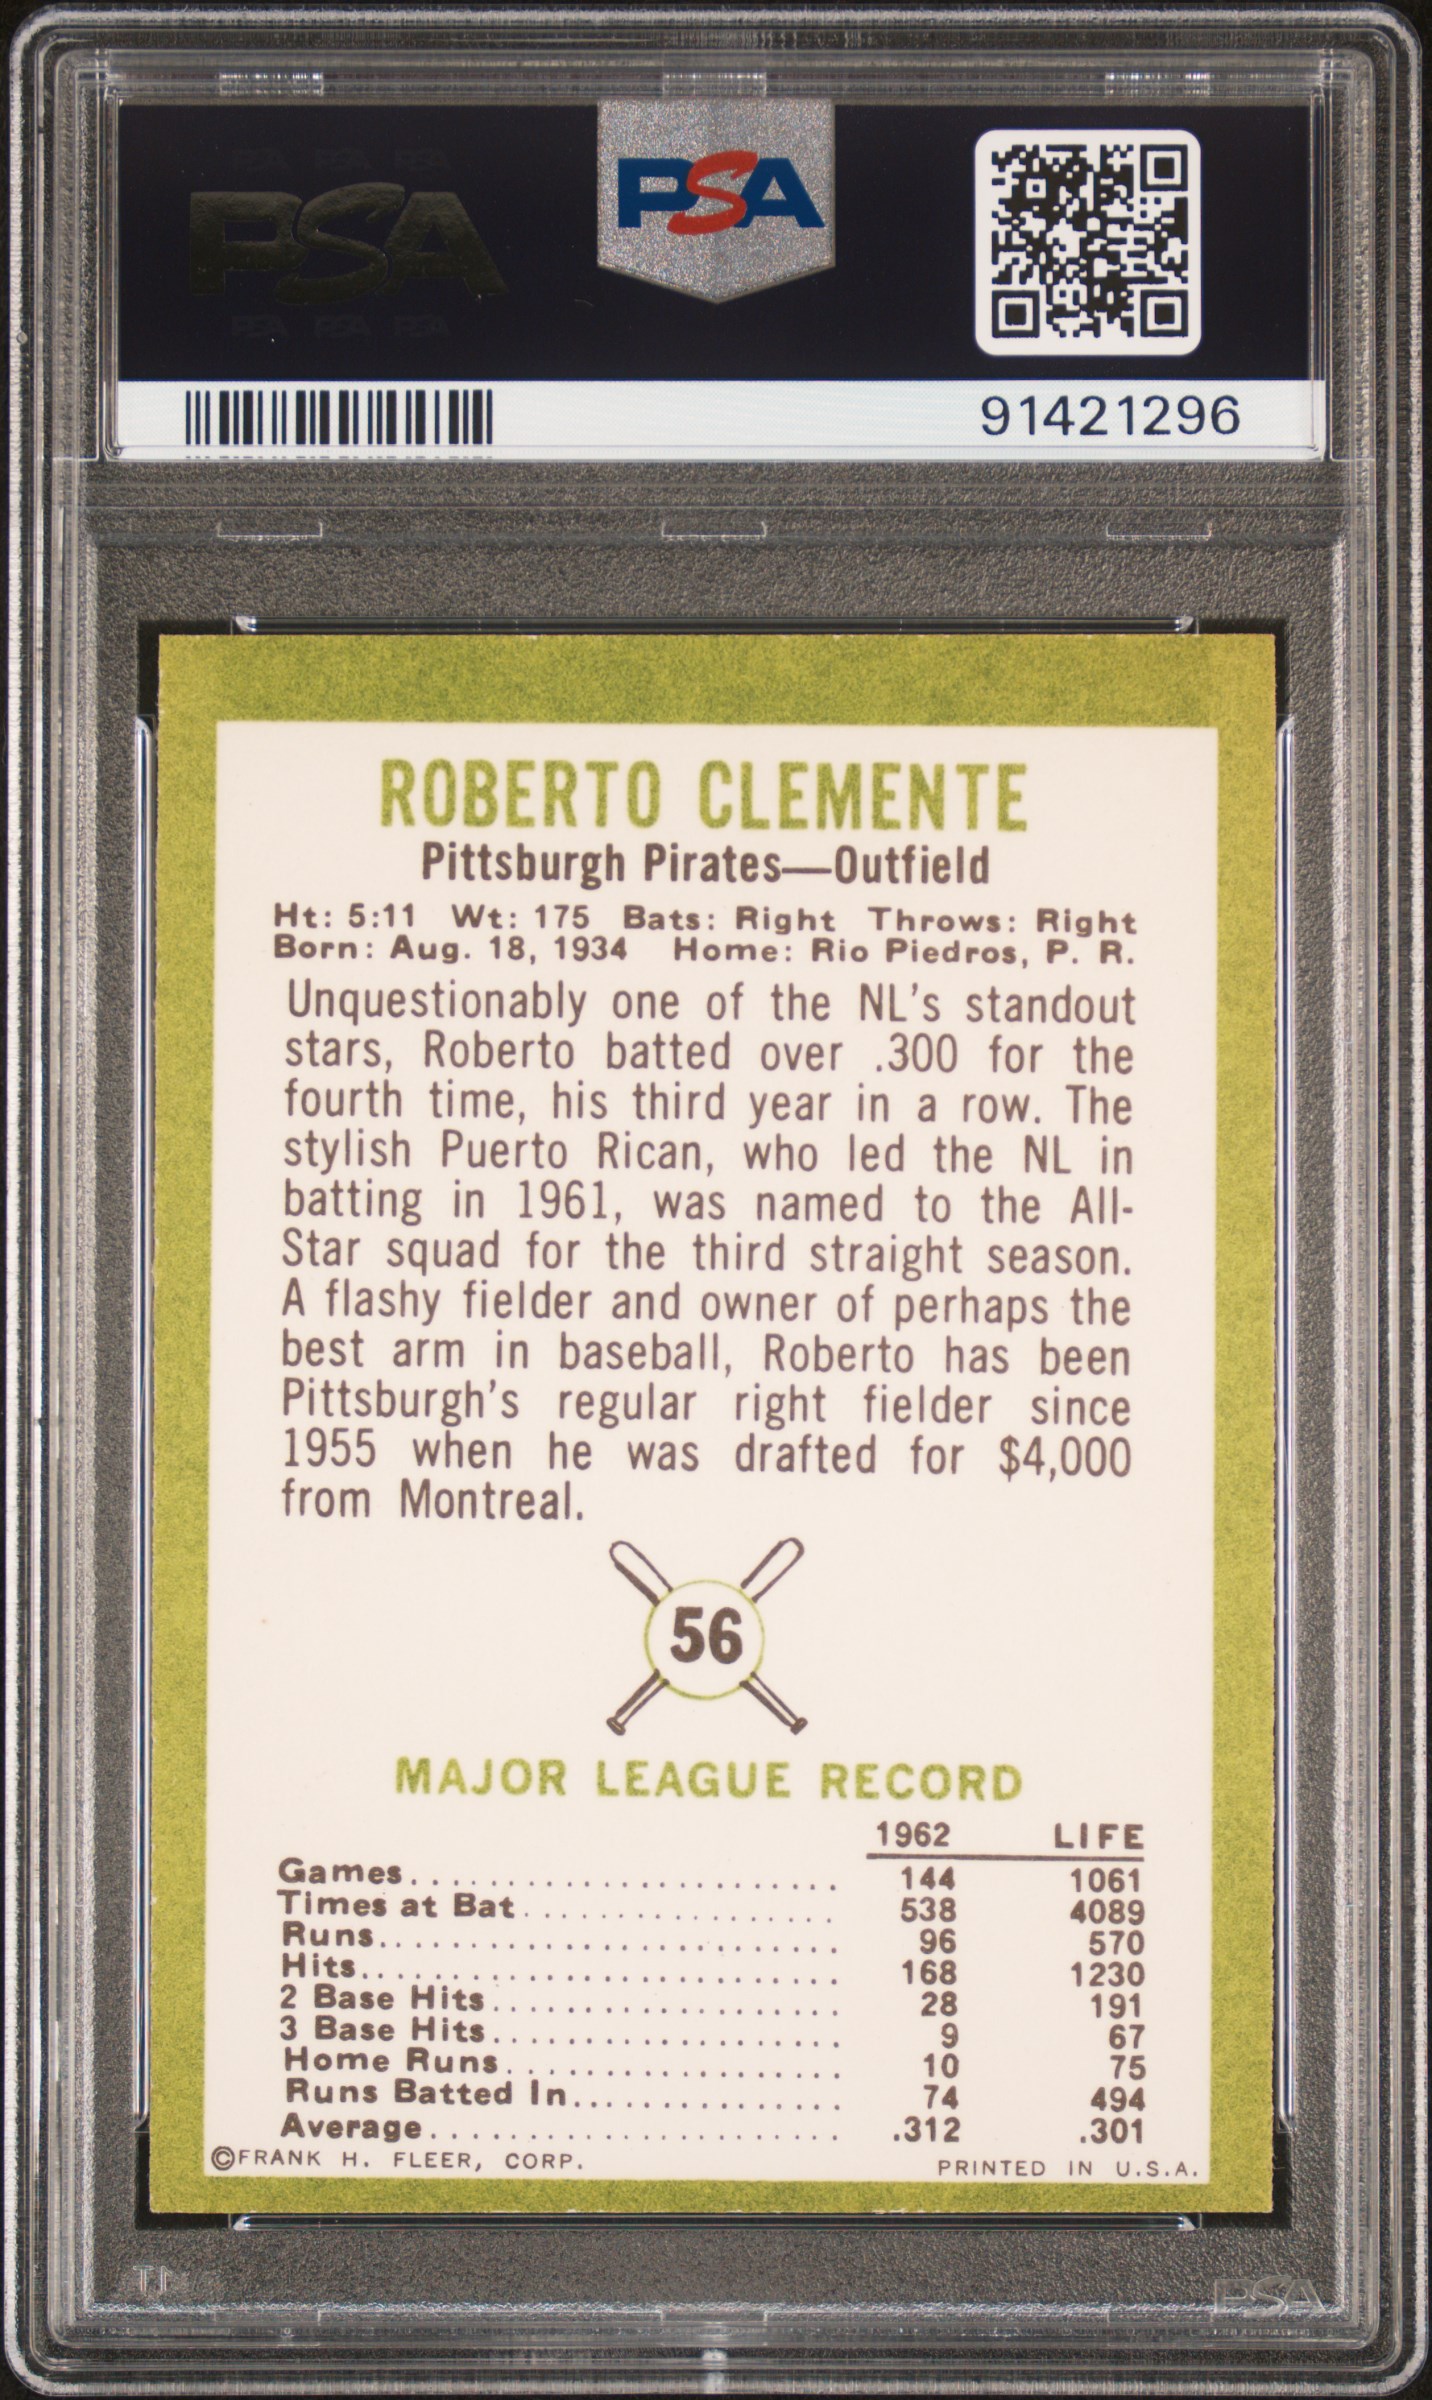 PSA
PSA
91421296
ROBERTO CLEMENTE
Pittsburgh Pirates—Outfield
Ht: 5:11 Wt: 175 Bats: Right Throws: Right
Born: Aug. 18, 1934 Home: Rio Piedros, P. R.
Unquestionably one of the NL's standout
stars, Roberto batted over .300 for the
fourth time, his third year in a row. The
stylish Puerto Rican, who led the NL in
batting in 1961, was named to the All-
Star squad for the third straight season.
A flashy fielder and owner of perhaps the
best arm in baseball, Roberto has been
Pittsburgh's regular right fielder since
1955 when he was drafted for $4,000
from Montreal.
56
MAJOR LEAGUE RECORD
1962 LIFE
Games 144 1061
Times at Bat 538 4089
Runs 96 570
Hits 168 1230
2 Base Hits 28 191
3 Base Hits 9 67
Home Runs 10 75
Runs Batted In 74 494
Average .312 .301
©FRANK H. FLEER, CORP. PRINTED IN U.S.A.
PSA